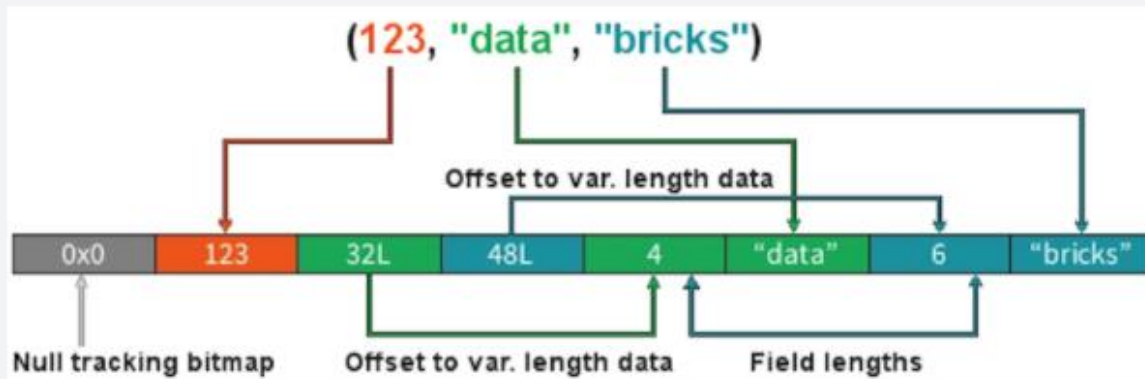 (123, "data", "bricks")
Offset to var. length data
0x0 123 32L 48L 4 “data” 6 “bricks”
Null tracking bitmap Offset to var. length data Field lengths